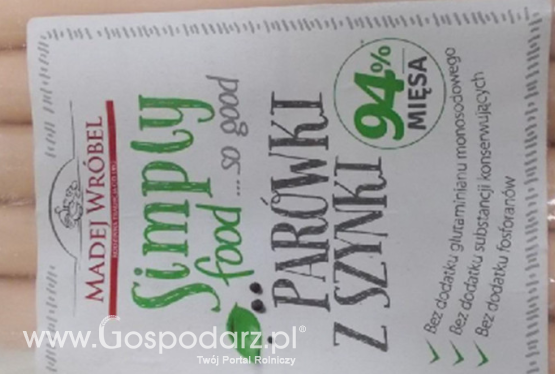 MADEJ WRÓBEL
Simply
food ...so good
PARÓWKI
Z SZYNKI
94%
MIĘSA
Bez dodatku glutaminianu monosodowego
Bez dodatku substancji konserwujących
Bez dodatku fosforanów
www.Gospodarz.pl®
Twój Portal Rolniczy